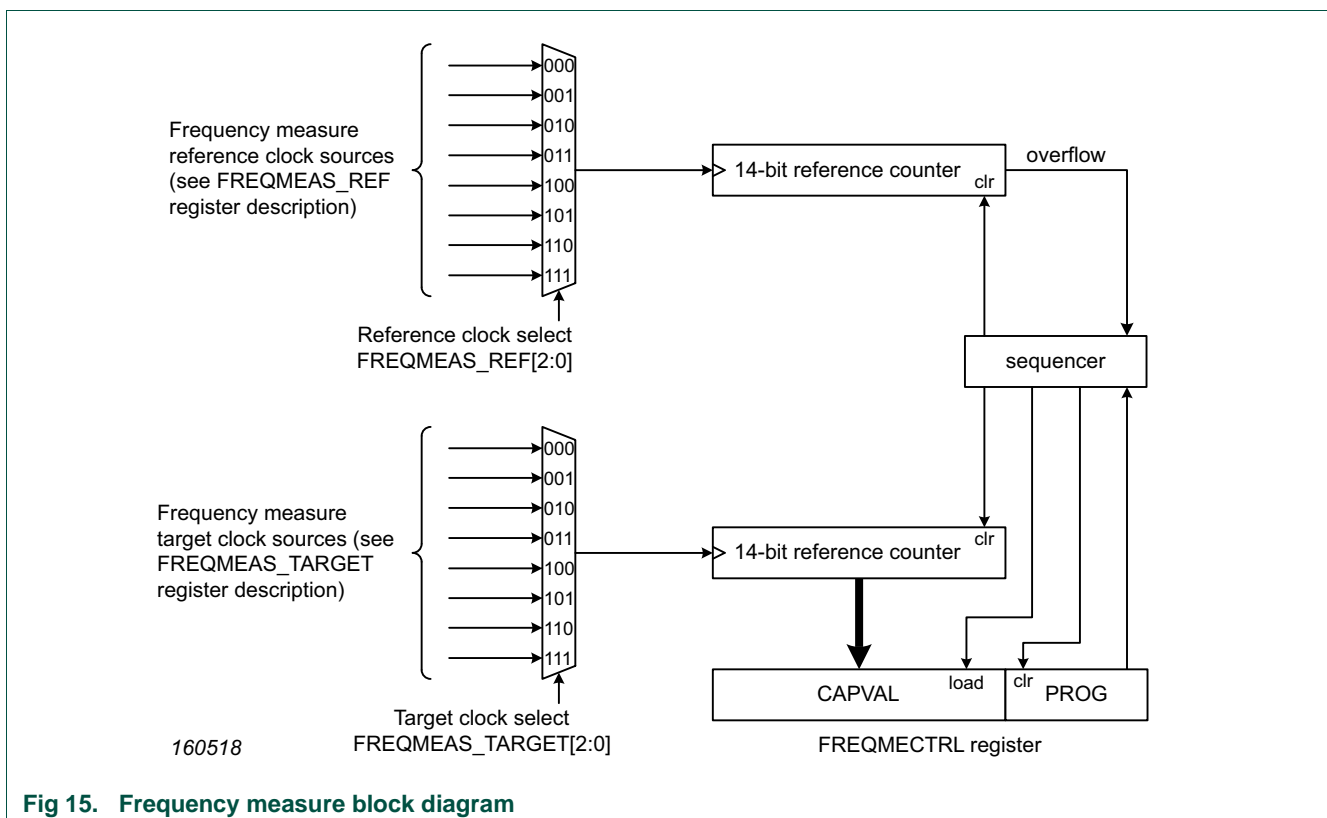 Frequency measure
reference clock sources
(see FREQMEAS_REF
register description)
000
001
010
011
100
101
110
111
Reference clock select
FREQMEAS_REF[2:0]
14-bit reference counter
clr
overflow
sequencer
Frequency measure
target clock sources (see
FREQMEAS_TARGET
register description)
000
001
010
011
100
101
110
111
Target clock select
FREQMEAS_TARGET[2:0]
14-bit reference counter
clr
CAPVAL
load
clr
PROG
FREQMECTRL register
160518
Fig 15. Frequency measure block diagram